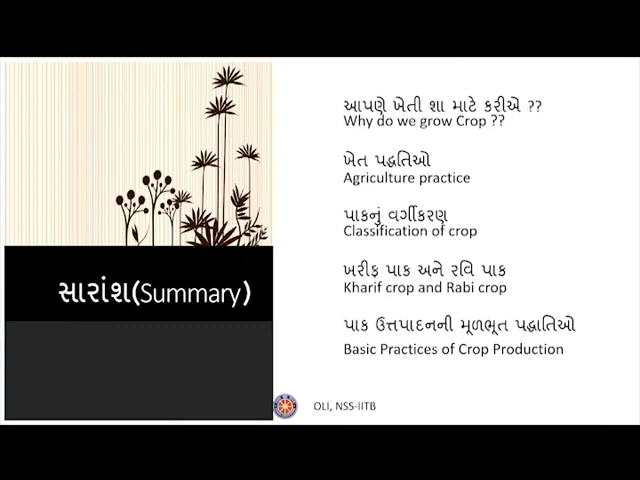 આપણે ખેતી શા માટે કરીએ ??
Why do we grow Crop ??
ખેત પદ્ધતિઓ
Agriculture practice
પાકનું વર્ગીકરણ
Classification of crop
સારાંશ(Summary)
ખરીફ પાક અને રવિ પાક
Kharif crop and Rabi crop
પાક ઉત્તપાદનની મૂળભૂત પદ્ધાતિઓ
Basic Practices of Crop Production
OLI, NSS-IITB